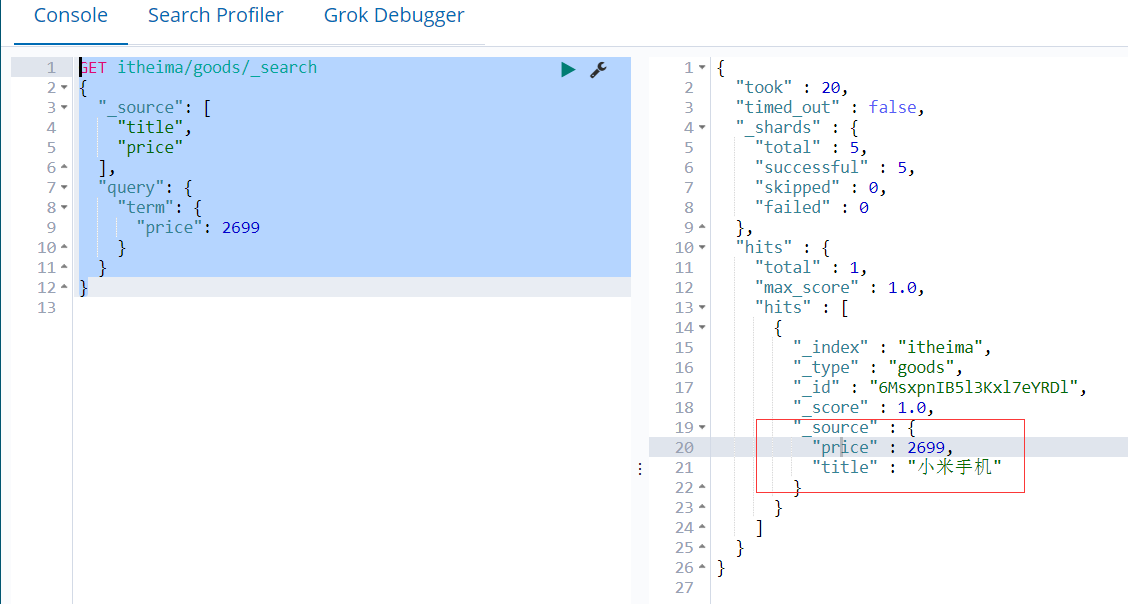 Console Search Profiler Grok Debugger
1 GET itheima/goods/_search
2 {
3 "_source": [
4 "title",
5 "price"
6 ],
7 "query": {
8 "term": {
9 "price": 2699
10 }
11 }
12 }
13
1 {
2 "took" : 20,
3 "timed_out" : false,
4 "_shards" : {
5 "total" : 5,
6 "successful" : 5,
7 "skipped" : 0,
8 "failed" : 0
9 },
10 "hits" : {
11 "total" : 1,
12 "max_score" : 1.0,
13 "hits" : [
14 {
15 "_index" : "itheima",
16 "_type" : "goods",
17 "_id" : "6MsxpnIB5l3Kxl7eYRDl",
18 "_score" : 1.0,
19 "_source" : {
20 "price" : 2699,
21 "title" : "小米手机"
22 }
23 }
24 ]
25 }
26 }
27